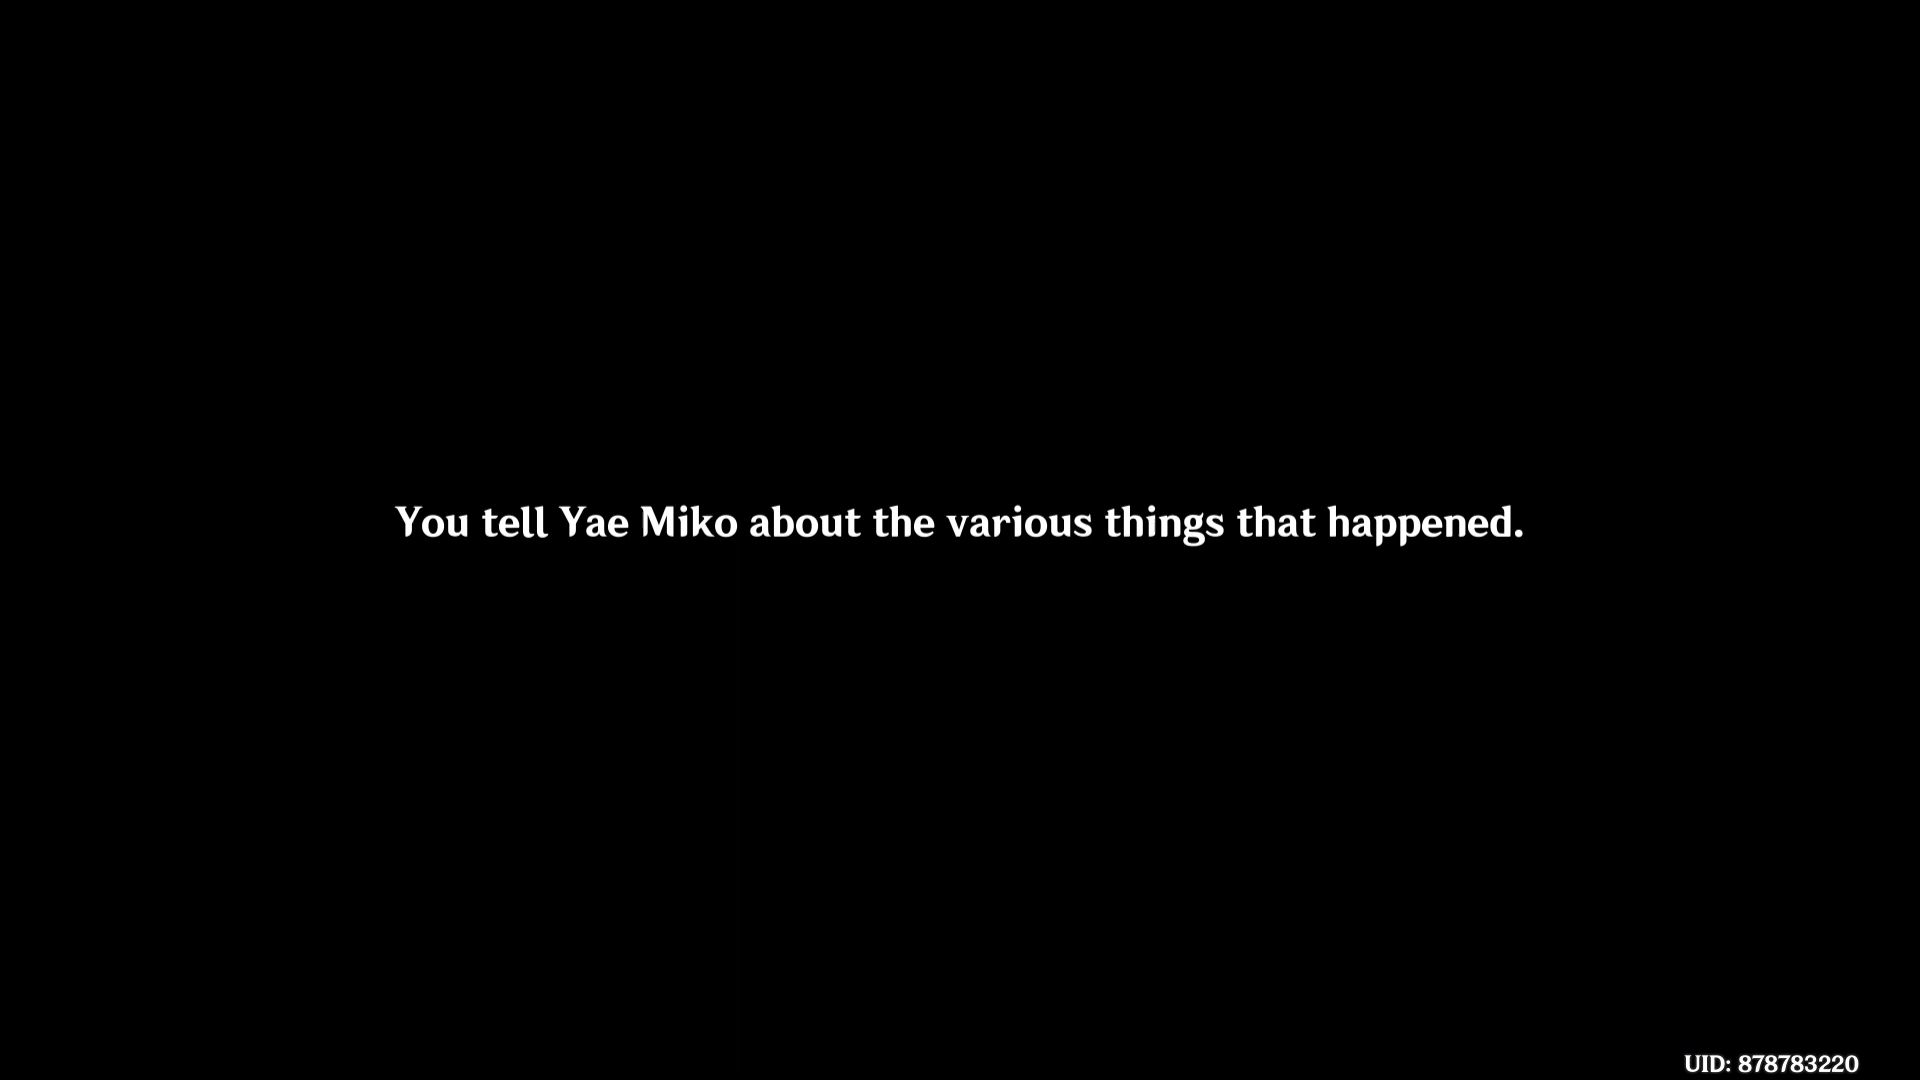 You tell Yae Miko about the various things that happened.
UID: 878783220